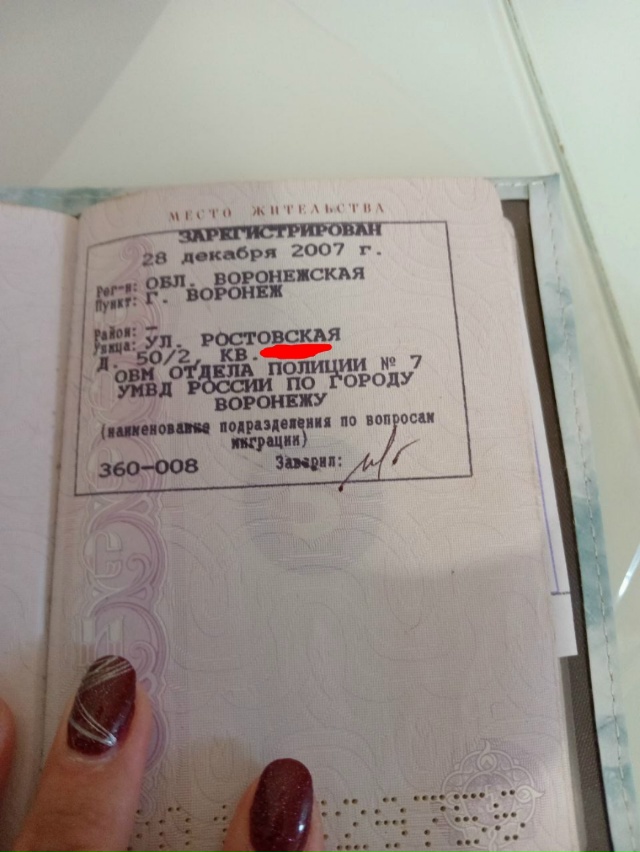 МЕСТО ЖИТЕЛЬСТВА
ЗАРЕГИСТРИРОВАН
28 декабря 2007 г.
Рег-н: ОБЛ. ВОРОНЕЖСКАЯ
Пункт: Г. ВОРОНЕЖ
Район: —
Улица: УЛ. РОСТОВСКАЯ
Д. 50/2, КВ.
ОВМ ОТДЕЛА ПОЛИЦИИ № 7
УМВД РОССИИ ПО ГОРОДУ
ВОРОНЕЖУ
(наименование подразделения по вопросам
миграции)
360-008 Заверил: